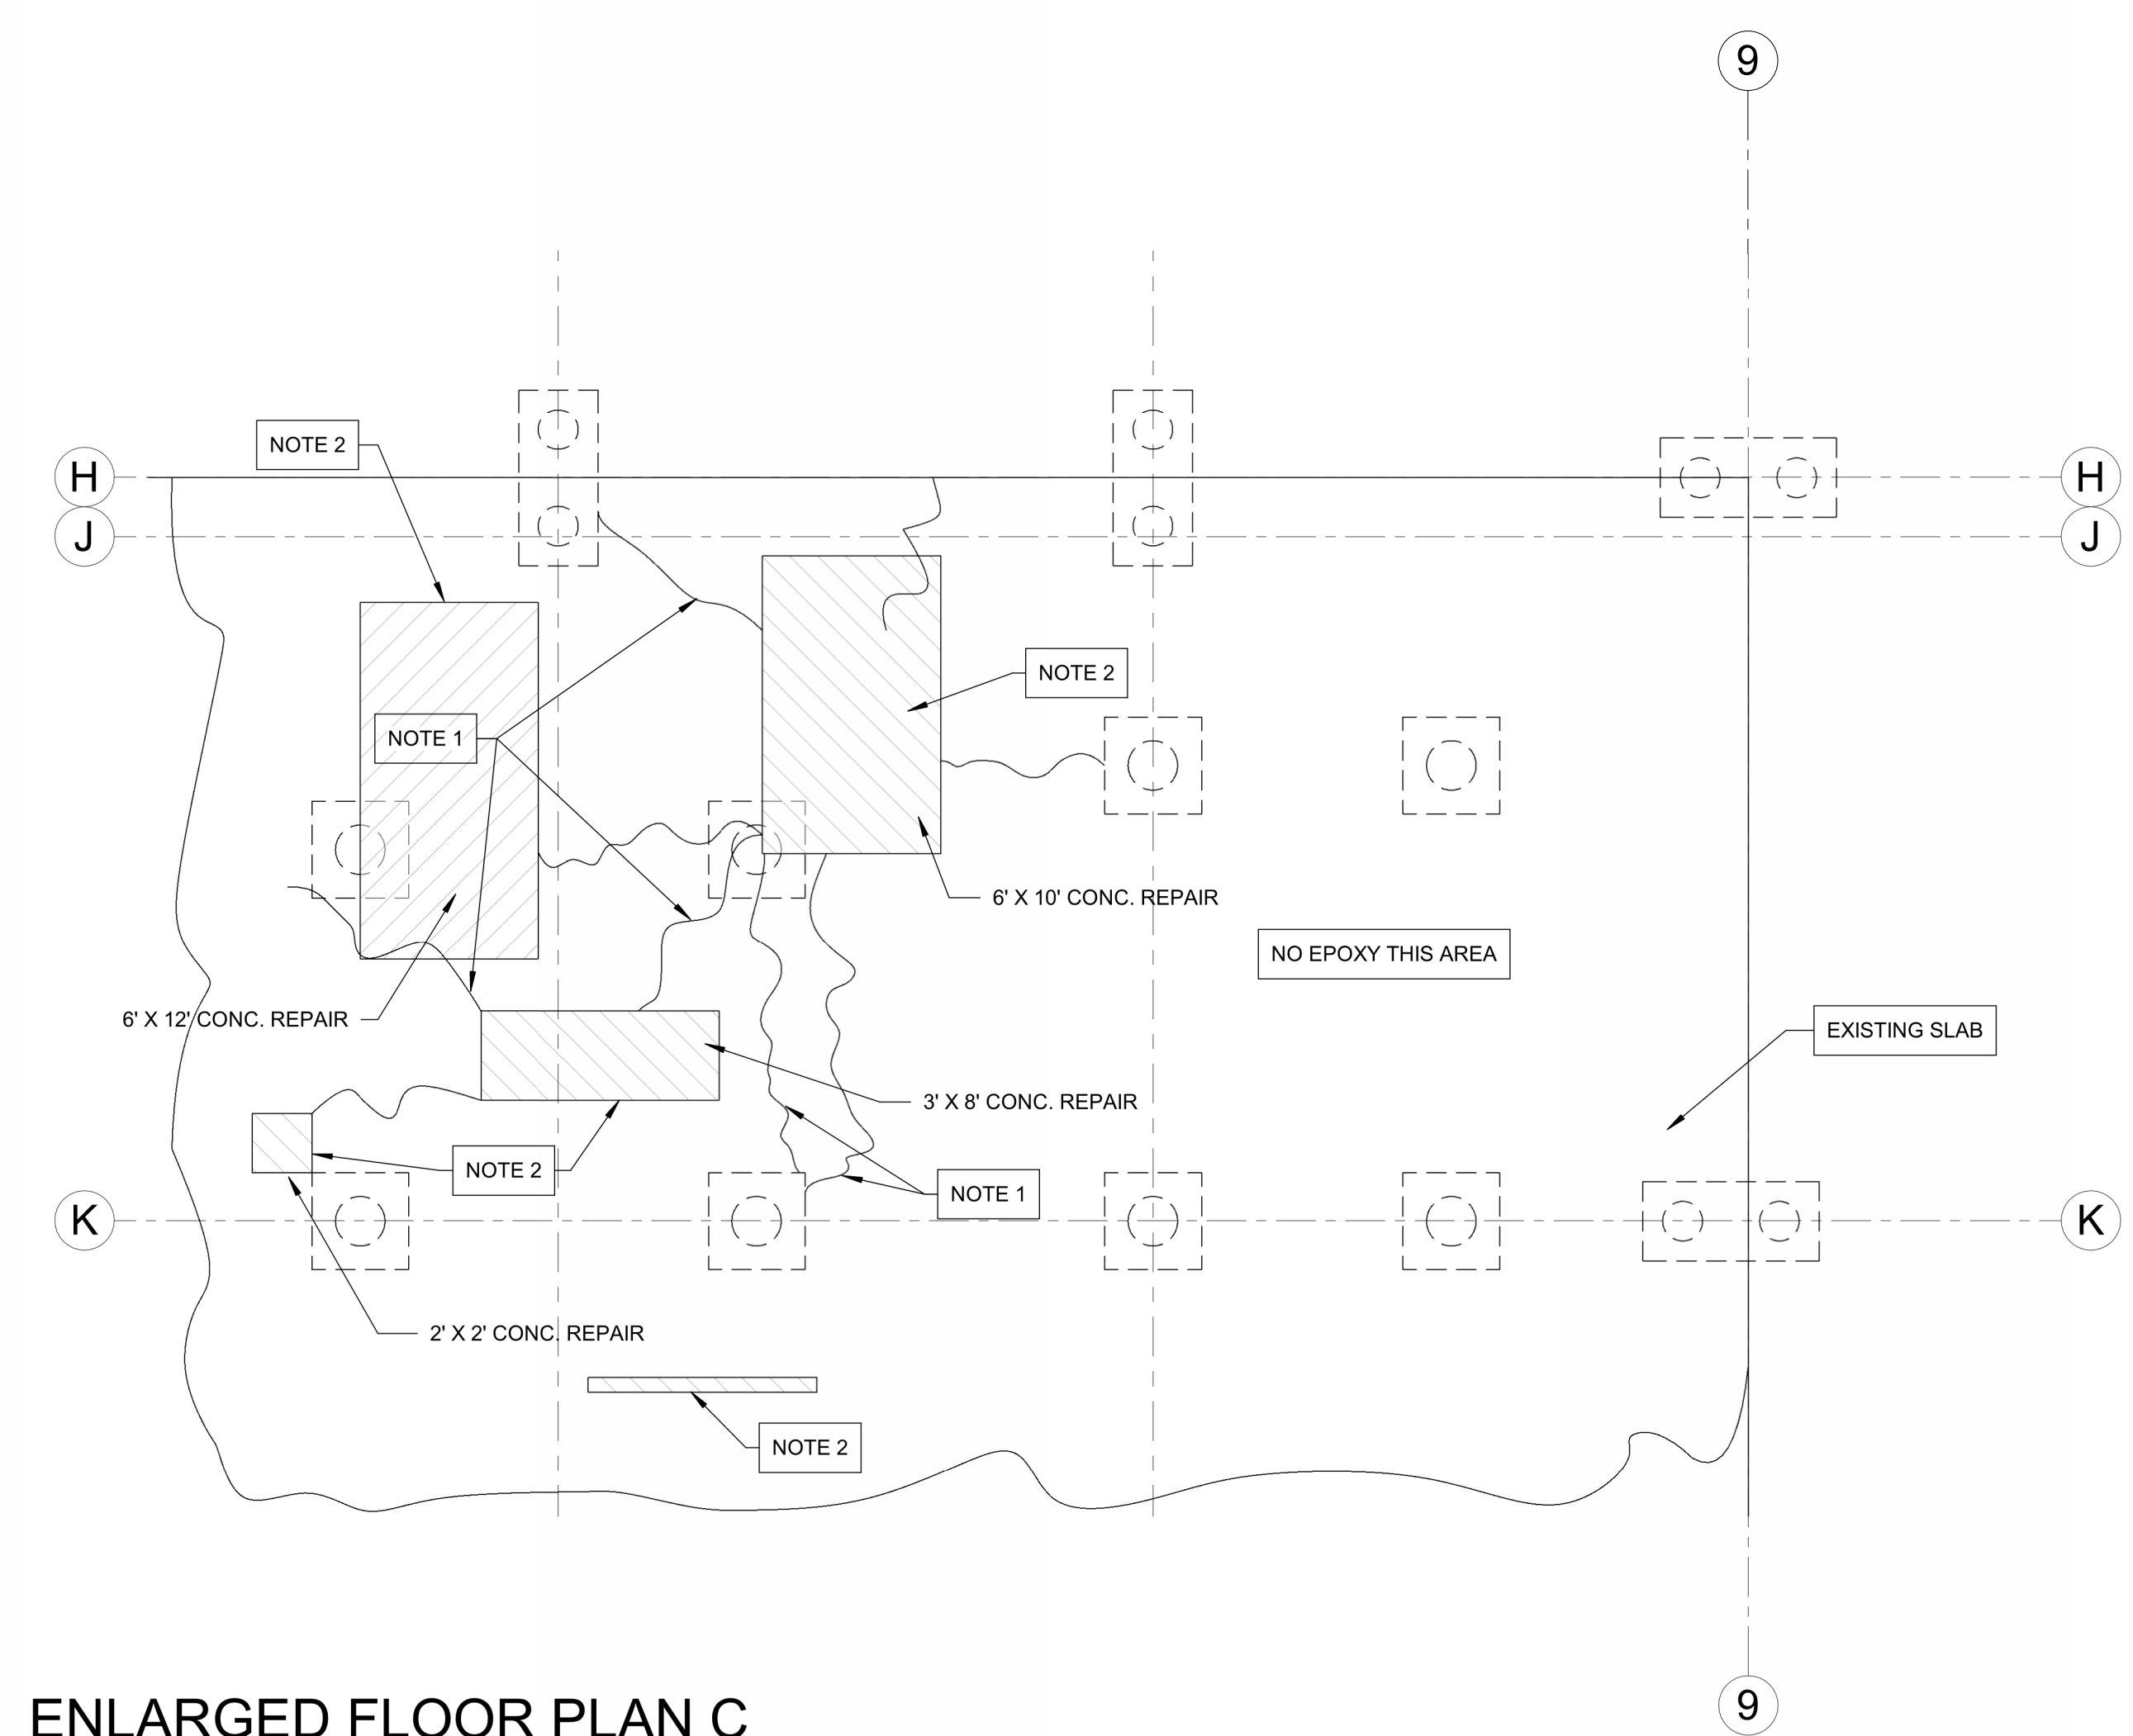 9
NOTE 2
H
H
J
J
NOTE 2
NOTE 1
6' X 10' CONC. REPAIR
NO EPOXY THIS AREA
6' X 12' CONC. REPAIR
EXISTING SLAB
3' X 8' CONC. REPAIR
NOTE 2
NOTE 1
K
K
2' X 2' CONC. REPAIR
NOTE 2
9
ENLARGED FLOOR PLAN C